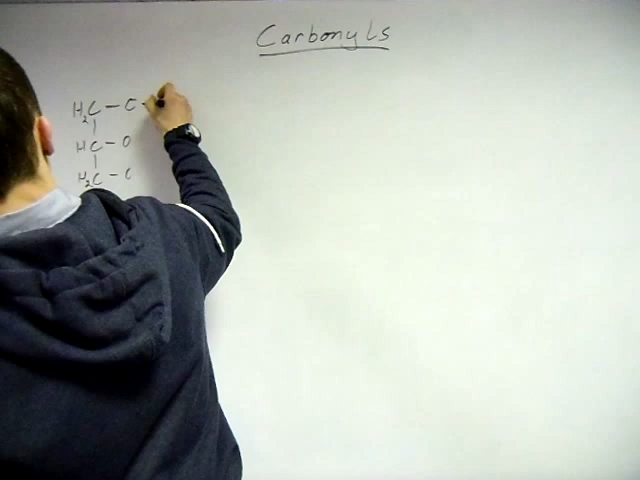 Carbonyls
H2C - O -
HC - O
H2C - O